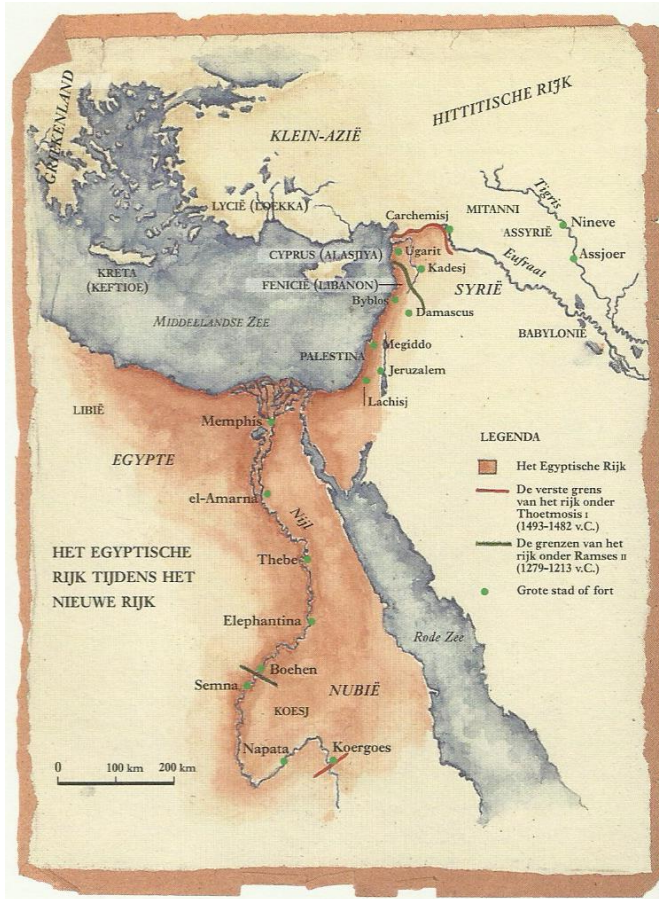 GRIEKENLAND
KLEIN-AZIË
HITTITISCHE RIJK
LYCIË (LOEKKA)
Carchemisj
MITANNI
Tigris
Nineve
ASSYRIË
Assjoer
Eufraat
CYPRUS (ALASJIYA)
Ugarit
Kadesj
KRETA
(KEFTIOE)
FENICIË (LIBANON)
SYRIË
Byblos
Damascus
MIDDELLANDSE ZEE
BABYLONIË
PALESTINA
Megiddo
Jeruzalem
Lachisj
LIBIË
Memphis
EGYPTE
el-Amarna
Nijl
Thebe
Elephantina
Rode Zee
Boehen
Semna
NUBIË
KOESJ
Napata
Koergoes
HET EGYPTISCHE
RIJK TIJDENS HET
NIEUWE RIJK
0 100 km 200 km
LEGENDA
Het Egyptische Rijk
De verste grens
van het rijk onder
Thoetmosis I
(1493-1482 v.C.)
De grenzen van het
rijk onder Ramses II
(1279-1213 v.C.)
Grote stad of fort